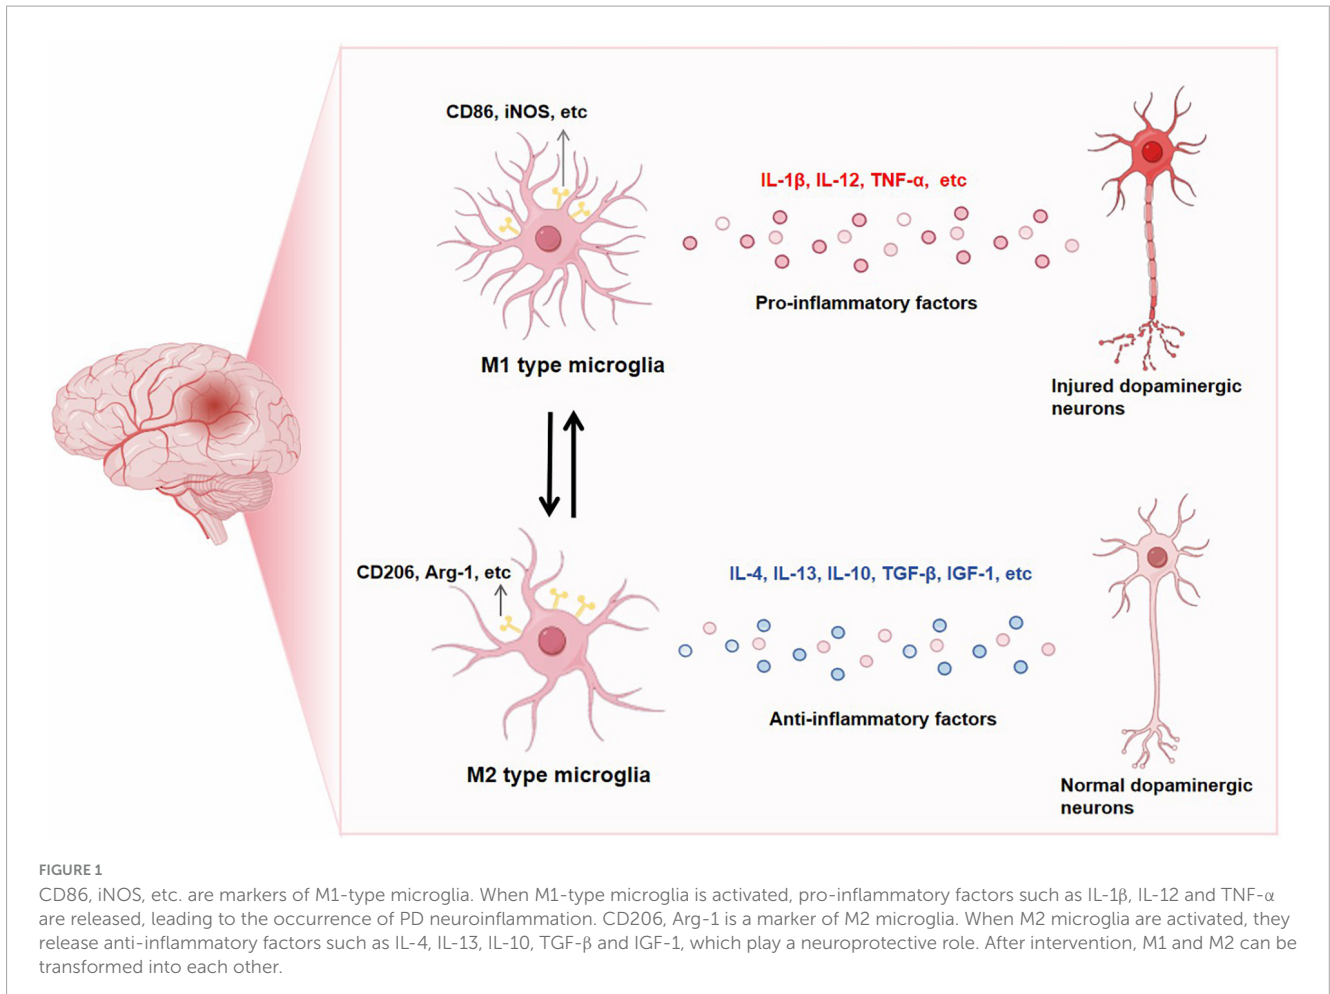 CD86, iNOS, etc
IL-1β, IL-12, TNF-α, etc
Pro-inflammatory factors
M1 type microglia
Injured dopaminergic
neurons
CD206, Arg-1, etc
IL-4, IL-13, IL-10, TGF-β, IGF-1, etc
Anti-inflammatory factors
M2 type microglia
Normal dopaminergic
neurons
FIGURE 1
CD86, iNOS, etc. are markers of M1-type microglia. When M1-type microglia is activated, pro-inflammatory factors such as IL-1β, IL-12 and TNF-α
are released, leading to the occurrence of PD neuroinflammation. CD206, Arg-1 is a marker of M2 microglia. When M2 microglia are activated, they
release anti-inflammatory factors such as IL-4, IL-13, IL-10, TGF-β and IGF-1, which play a neuroprotective role. After intervention, M1 and M2 can be
transformed into each other.